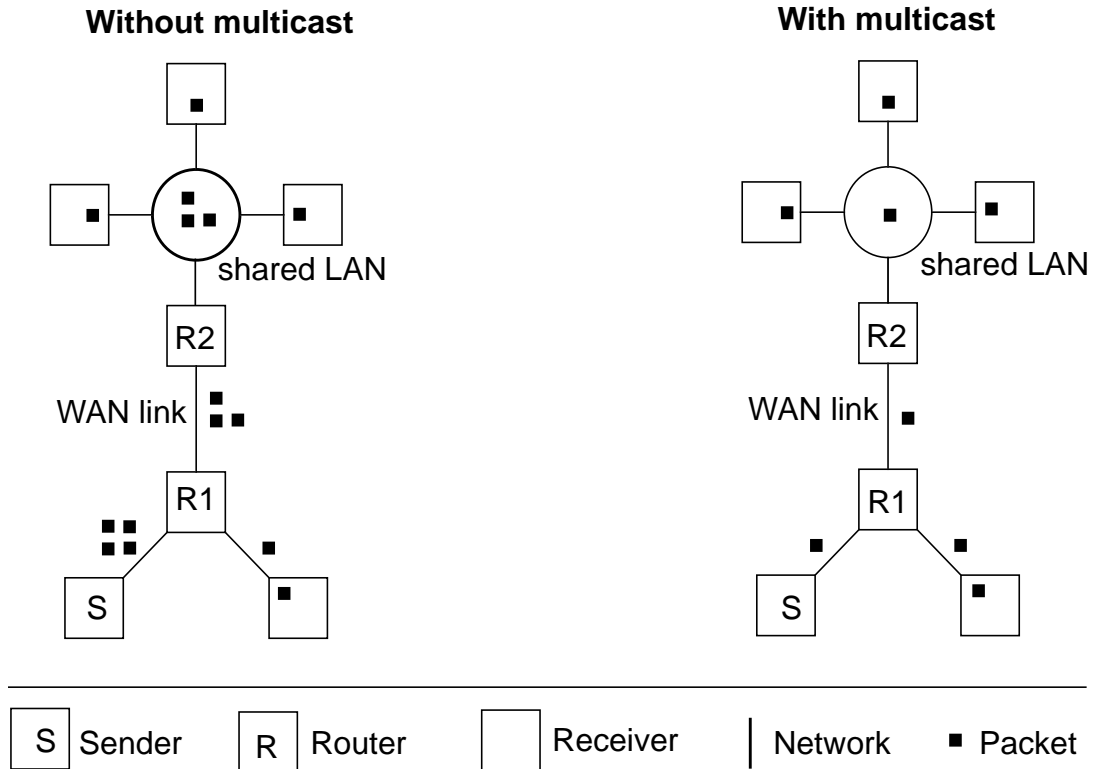 Without multicast
With multicast
shared LAN
shared LAN
R2
R2
WAN link
WAN link
R1
R1
S
S
S Sender
R Router
Receiver
Network
Packet